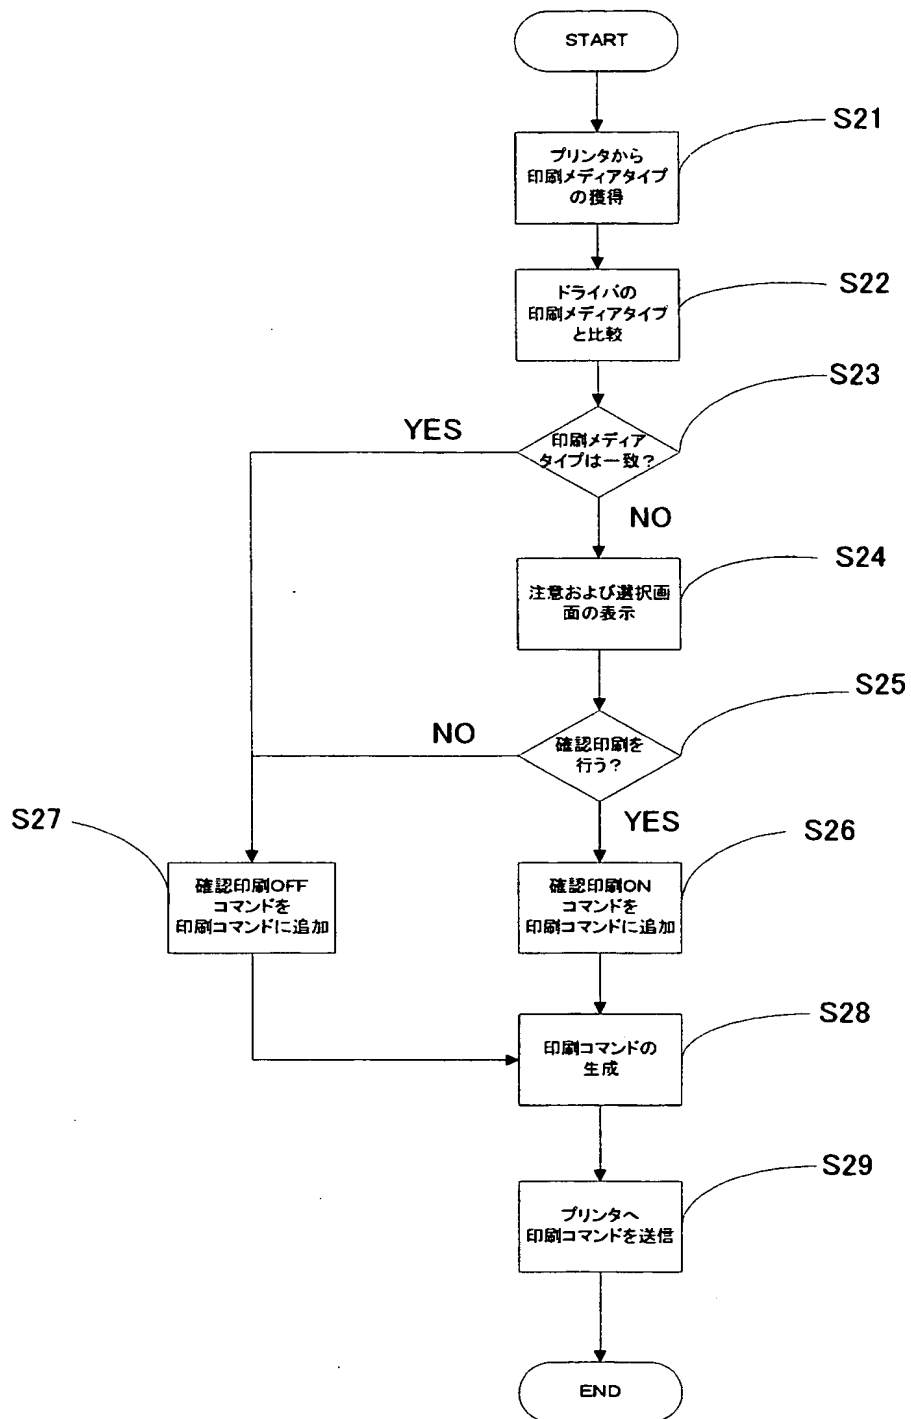 START
S21
プリンタから
印刷メディアタイプ
の獲得
S22
ドライバの
印刷メディアタイプ
と比較
S23
YES
印刷メディア
タイプは一致？
NO
S24
注意および選択画
面の表示
S25
NO
確認印刷を
行う？
YES
S27
S26
確認印刷OFF
コマンドを
印刷コマンドに追加
確認印刷ON
コマンドを
印刷コマンドに追加
S28
印刷コマンドの
生成
S29
プリンタへ
印刷コマンドを送信
END